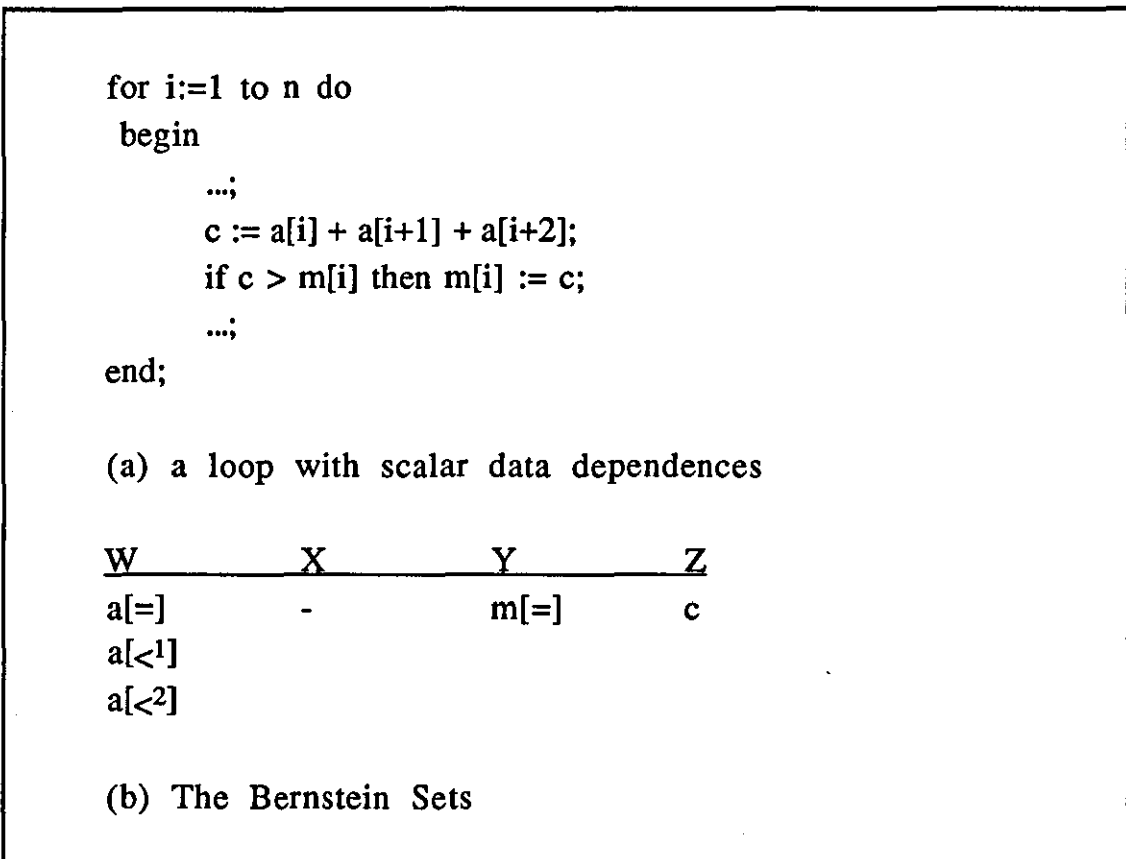 for i:=1 to n do
begin
...;
c := a[i] + a[i+1] + a[i+2];
if c > m[i] then m[i] := c;
...;
end;
(a) a loop with scalar data dependences
W X Y Z
a[=] - m[=] c
a[<1]
a[<2]
(b) The Bernstein Sets